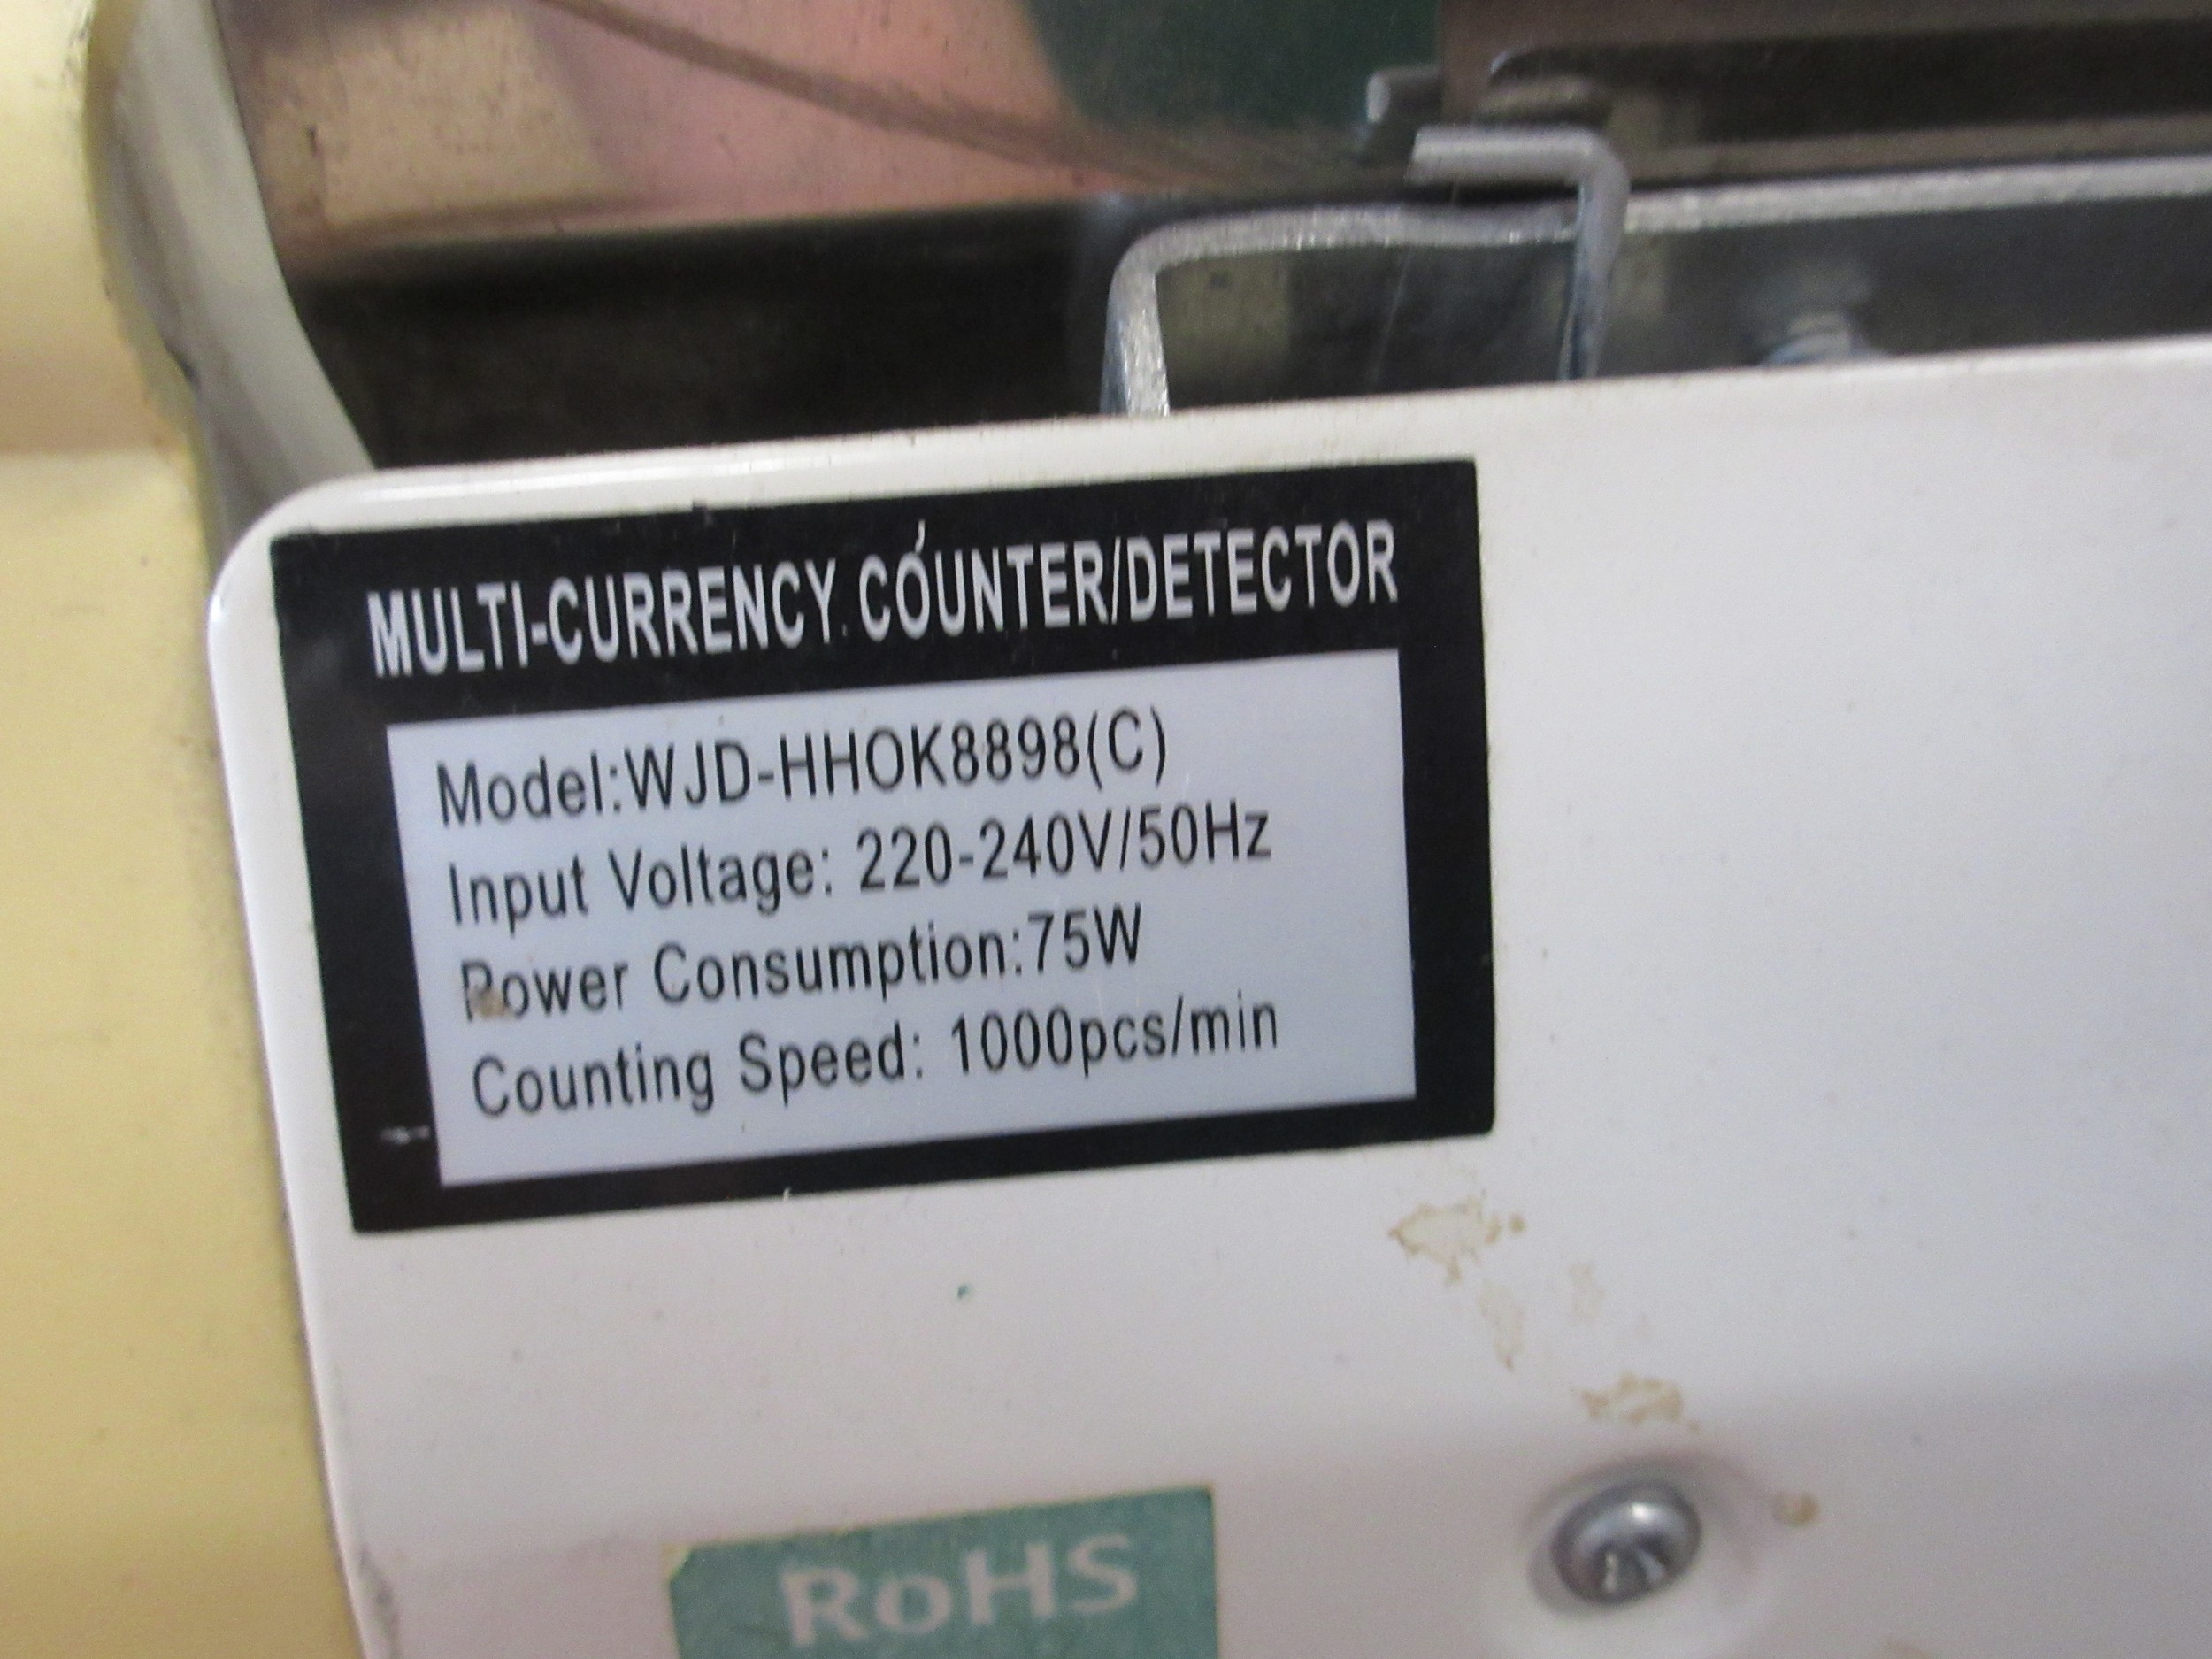 MULTI-CURRENCY COUNTER/DETECTOR
Model:WJD-HHOK8898(C)
Input Voltage: 220-240V/50Hz
Power Consumption:75W
Counting Speed: 1000pcs/min
RoHS